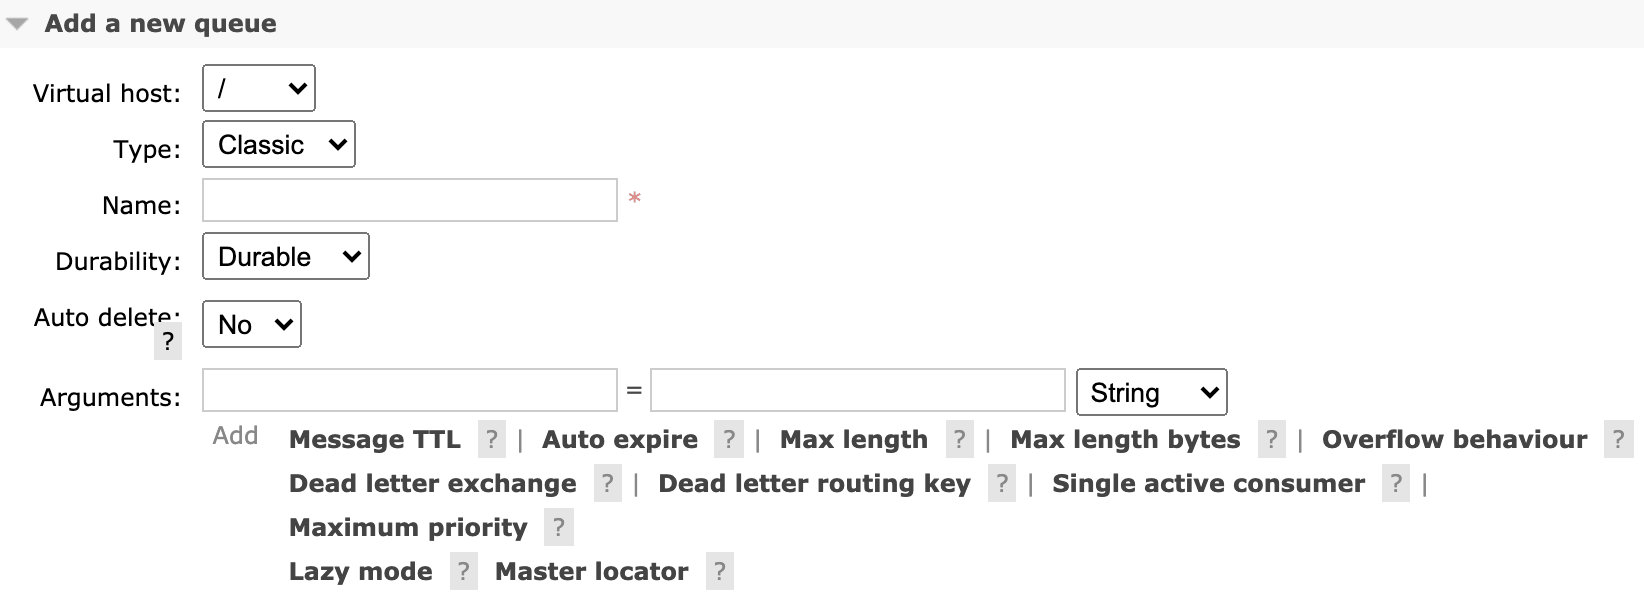 Add a new queue
Virtual host: /
Type: Classic
Name: *
Durability: Durable
Auto delete: No
?
Arguments: = String
Add Message TTL ? | Auto expire ? | Max length ? | Max length bytes ? | Overflow behaviour ?
Dead letter exchange ? | Dead letter routing key ? | Single active consumer ? |
Maximum priority ?
Lazy mode ? Master locator ?